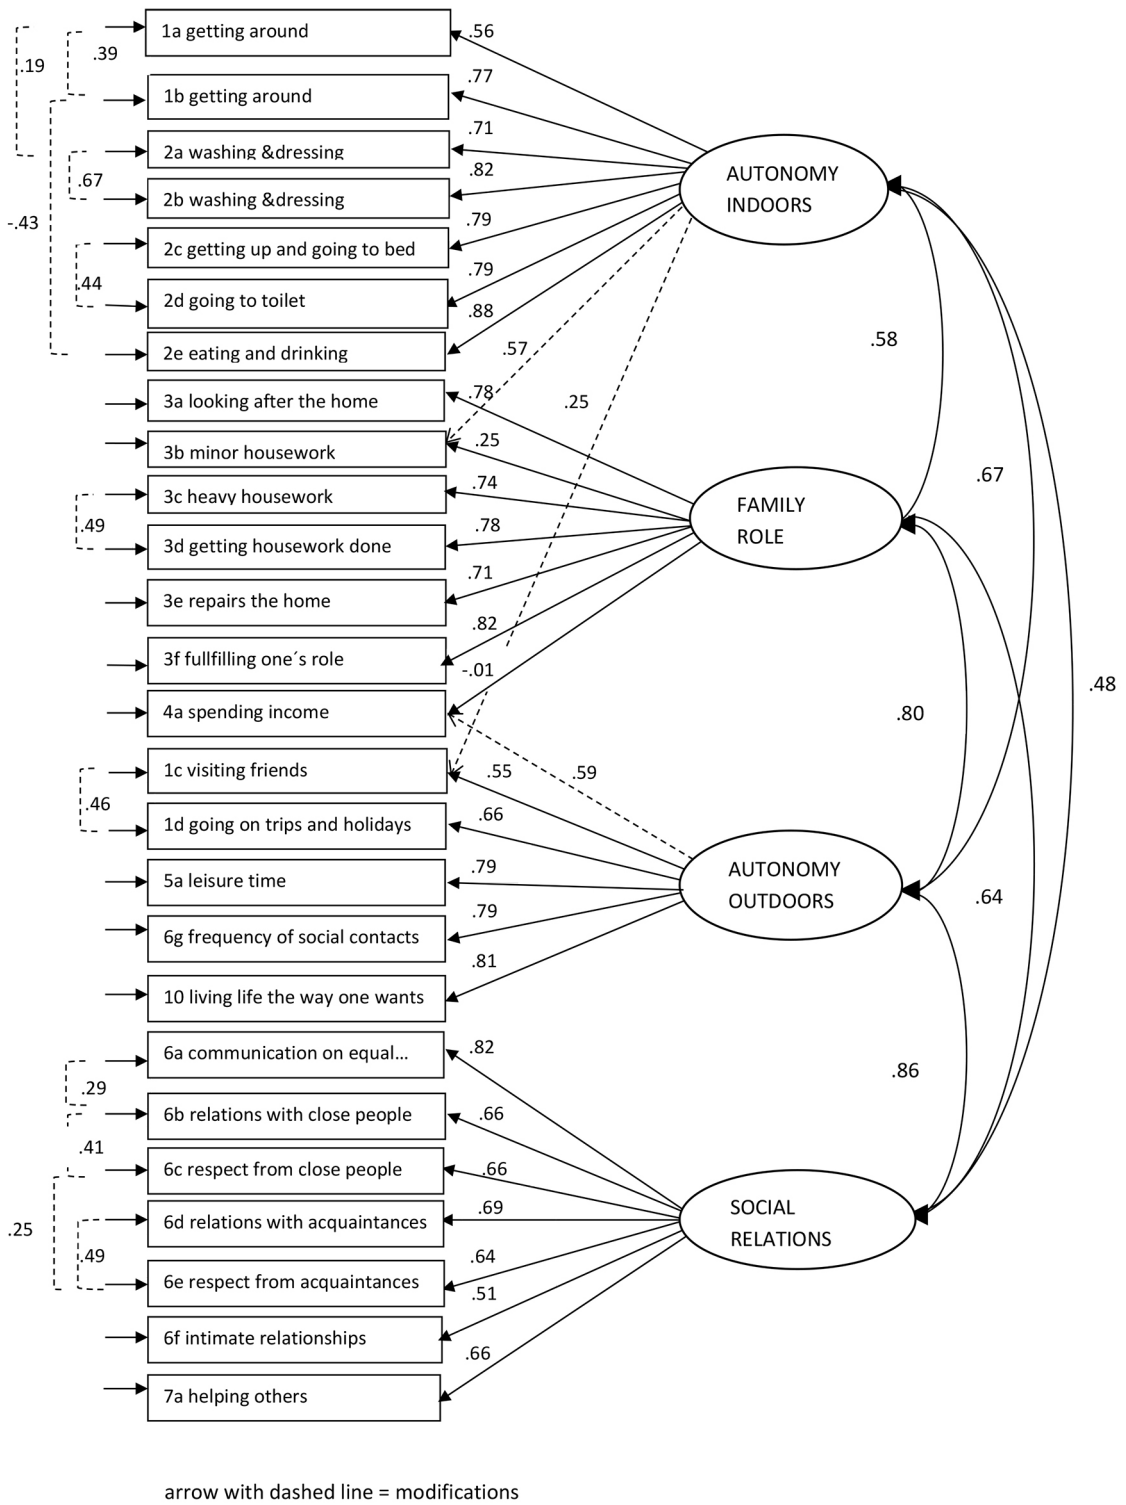 1a getting around
.56
.39
.19
.77
1b getting around
.71
2a washing &dressing
AUTONOMY
INDOORS
.82
.67
2b washing &dressing
-.43
.79
2c getting up and going to bed
.79
.44
2d going to toilet
.88
2e eating and drinking
.57
.58
.78
3a looking after the home
.25
.25
3b minor housework
.67
.74
3c heavy housework
FAMILY
ROLE
.49
.78
3d getting housework done
.71
3e repairs the home
.82
3f fullfilling one´s role
-.01
.48
4a spending income
.80
1c visiting friends
.55
.59
.46
.66
1d going on trips and holidays
.79
5a leisure time
AUTONOMY
OUTDOORS
.64
.79
6g frequency of social contacts
.81
10 living life the way one wants
.82
6a communication on equal...
.86
.29
6b relations with close people
.66
.41
6c respect from close people
.66
.69
6d relations with acquaintances
SOCIAL
RELATIONS
.25
.49
.64
6e respect from acquaintances
.51
6f intimate relationships
.66
7a helping others
arrow with dashed line = modifications